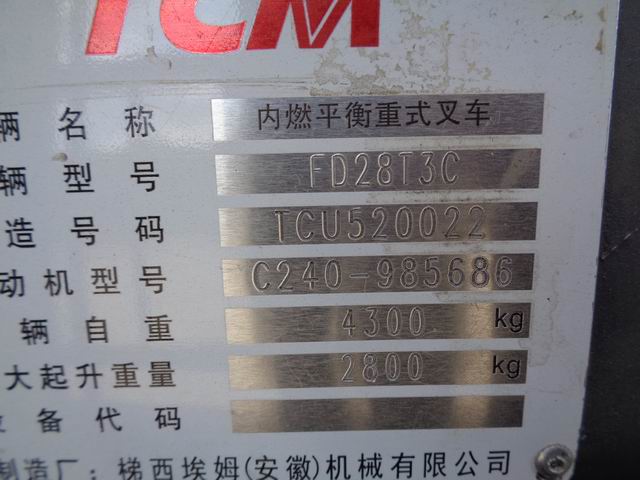 TCM
辆名称 内燃平衡重式叉车
辆型号 FD28T3C
造号码 TCU520022
动机型号 C240-985686
辆自重 4300 kg
大起升重量 2800 kg
设备代码
制造厂：梯西埃姆(安徽)机械有限公司